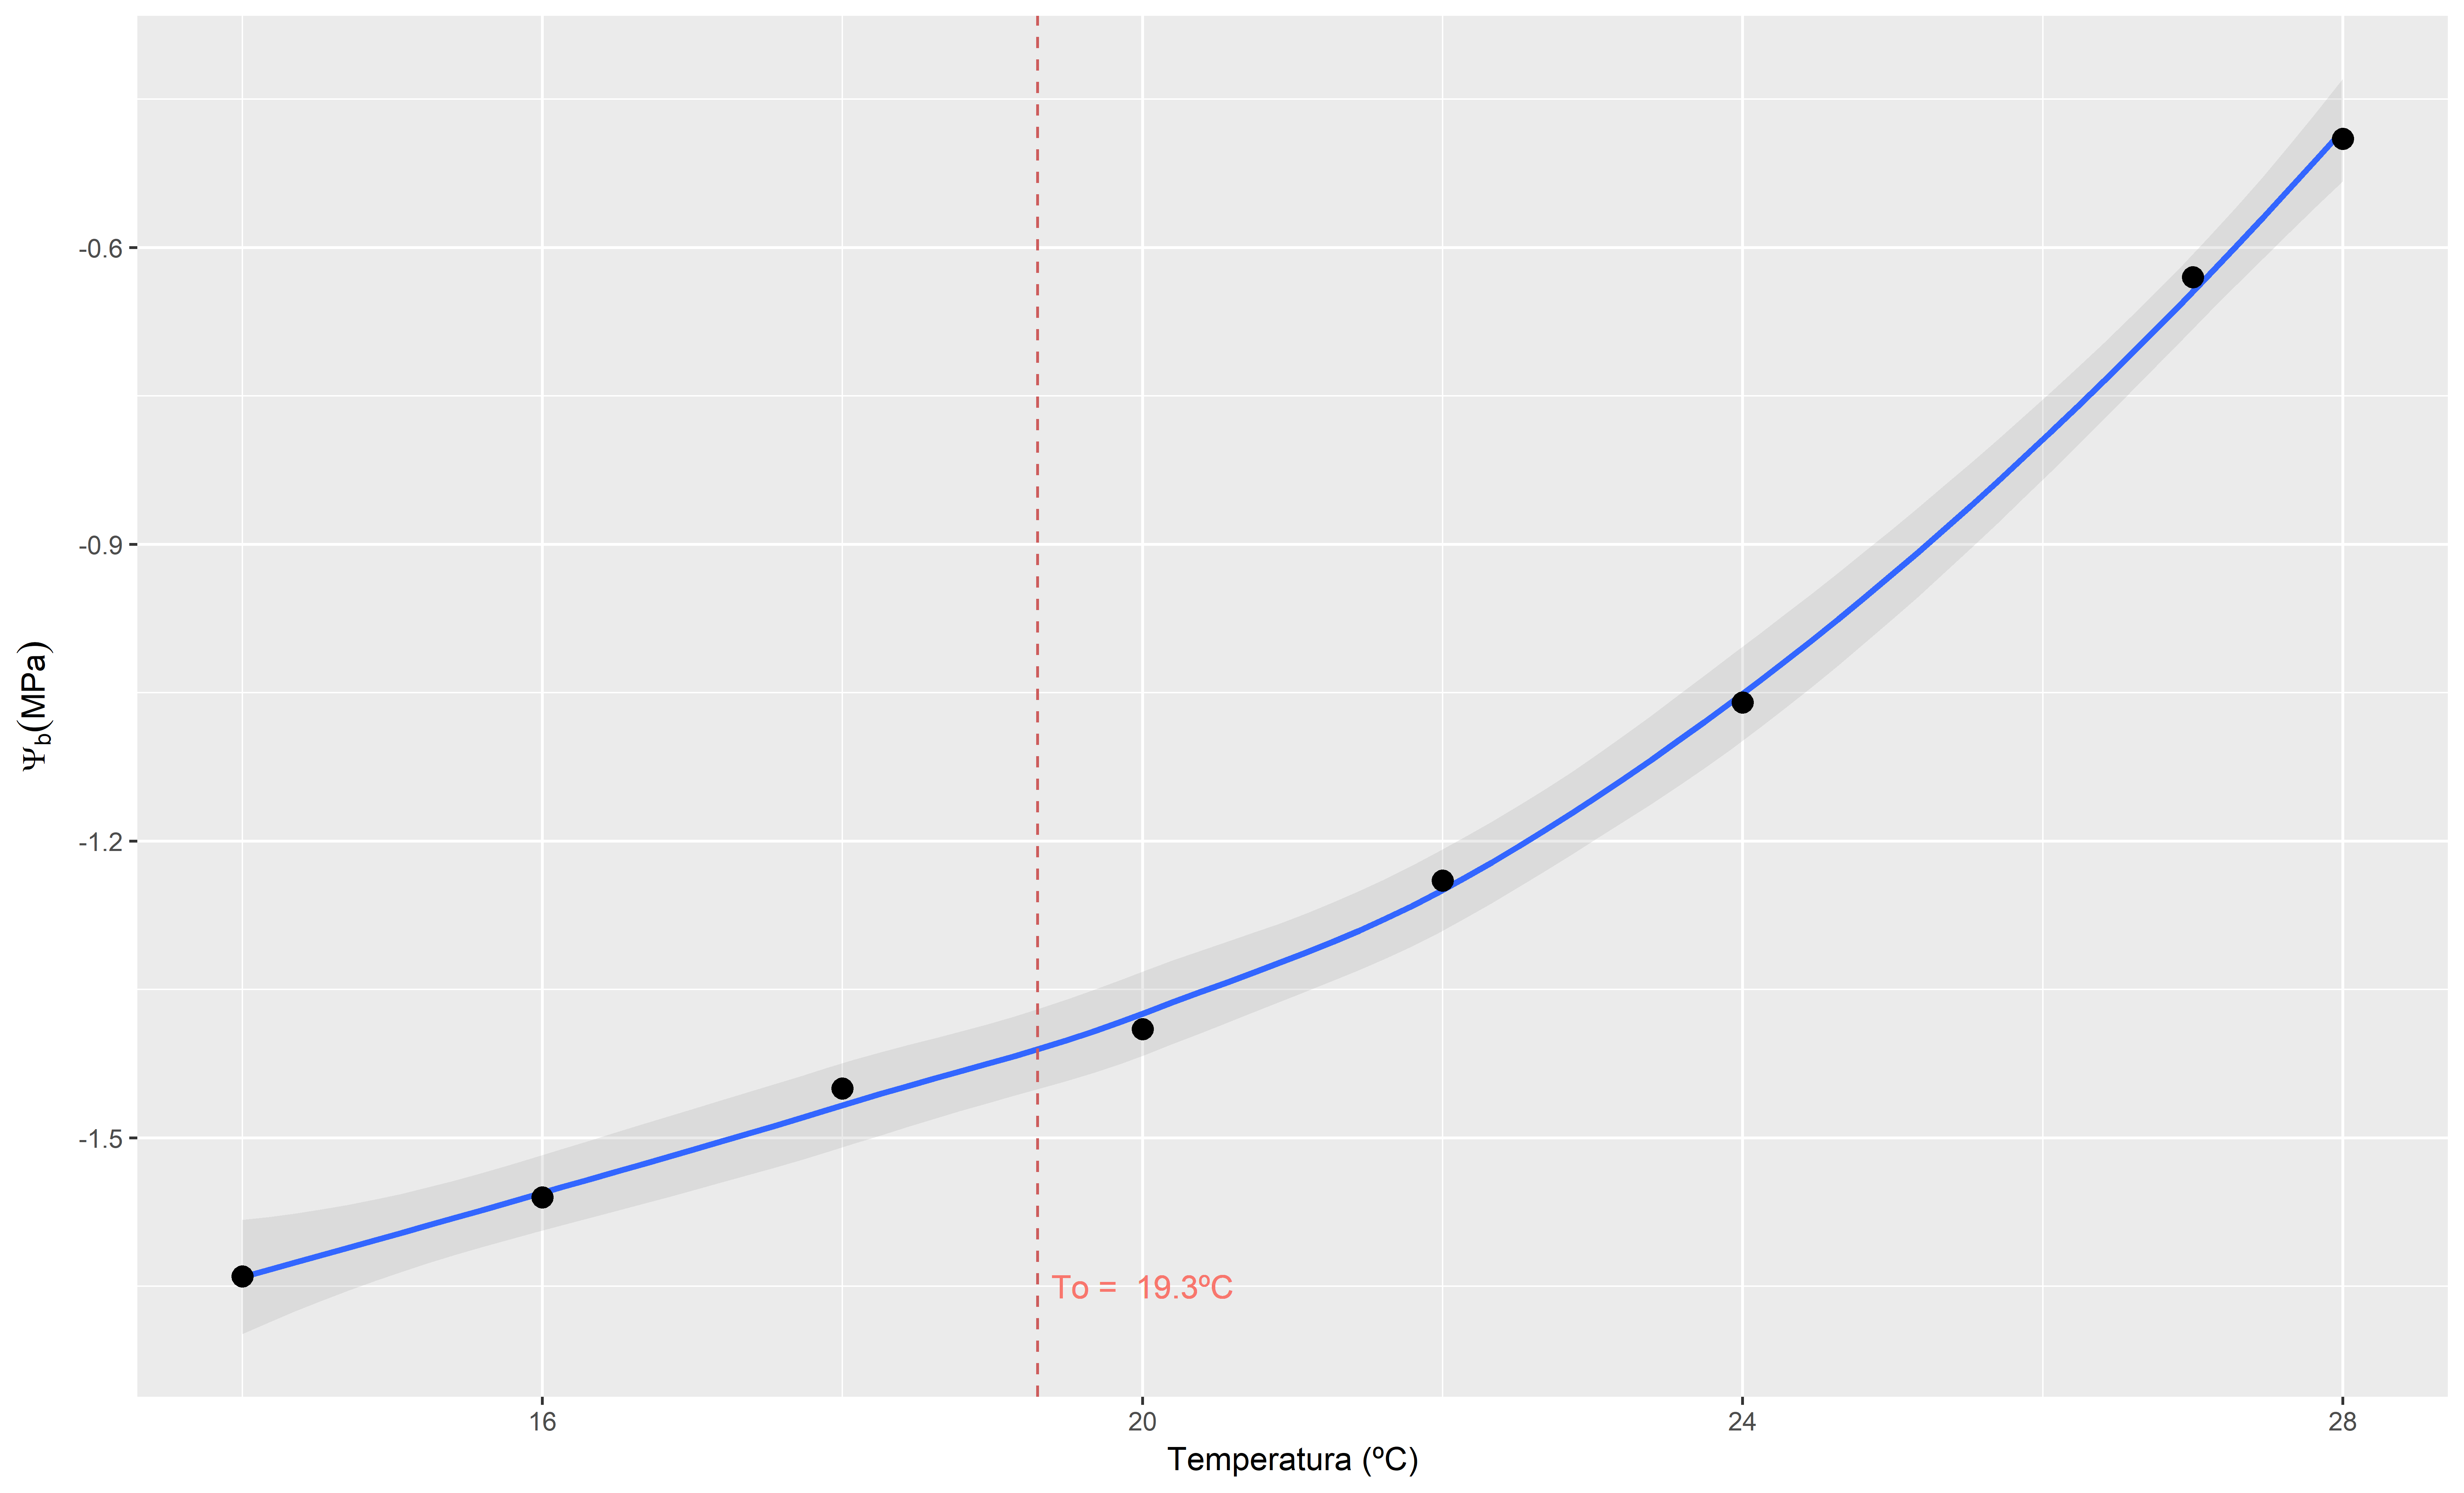 -0.6
-0.9
-1.2
-1.5
Ψb(MPa)
To =  19.3ºC
16
20
24
28
Temperatura (ºC)